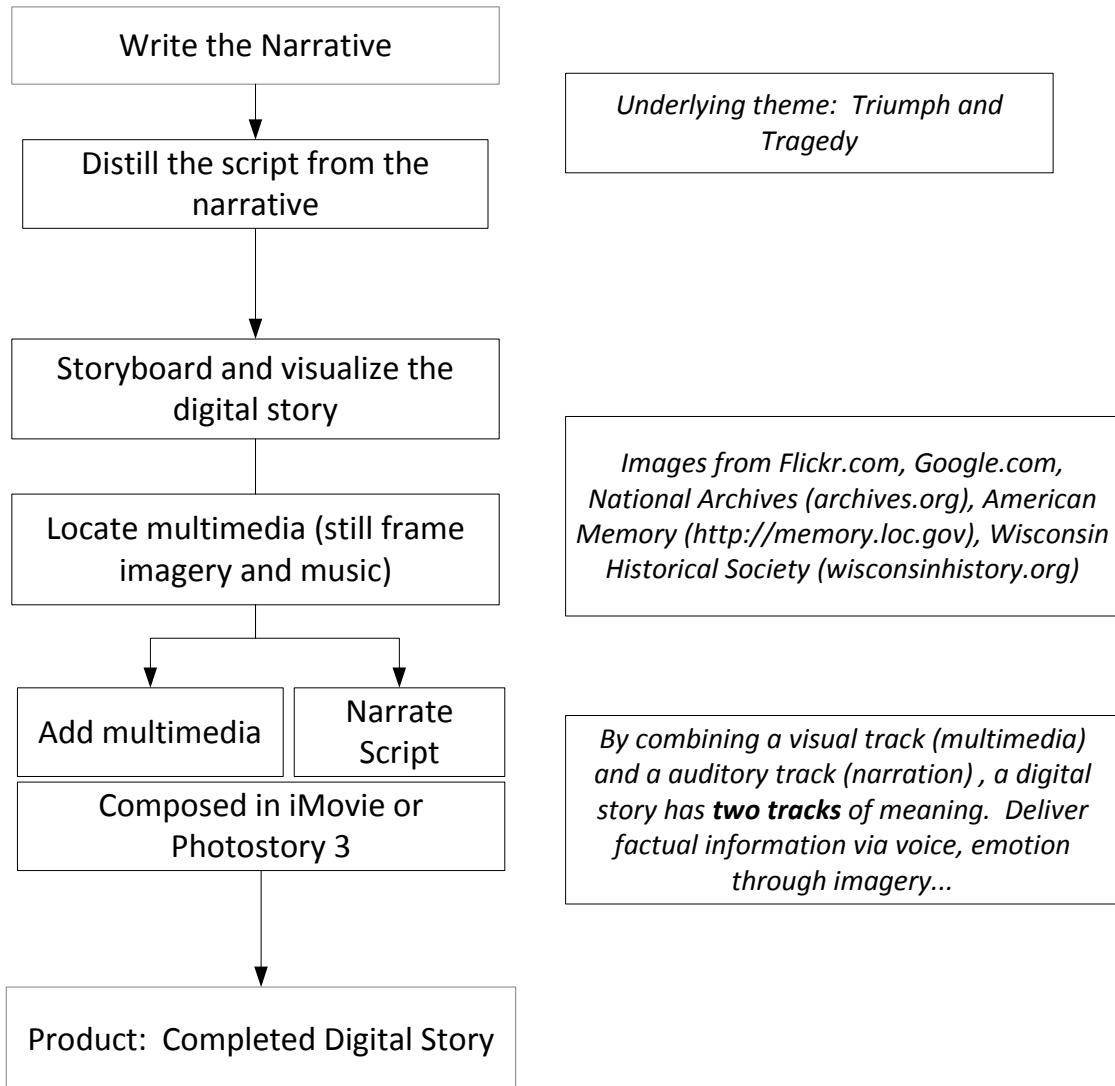 Write the Narrative
Underlying theme:  Triumph and
Tragedy
Distill the script from the
narrative
Storyboard and visualize the
digital story
Images from Flickr.com, Google.com,
National Archives (archives.org), American
Memory (http://memory.loc.gov), Wisconsin
Historical Society (wisconsinhistory.org)
Locate multimedia (still frame
imagery and music)
Add multimedia
Narrate
Script
Composed in iMovie or
Photostory 3
By combining a visual track (multimedia)
and a auditory track (narration) , a digital
story has two tracks of meaning.  Deliver
factual information via voice, emotion
through imagery...
Product:  Completed Digital Story